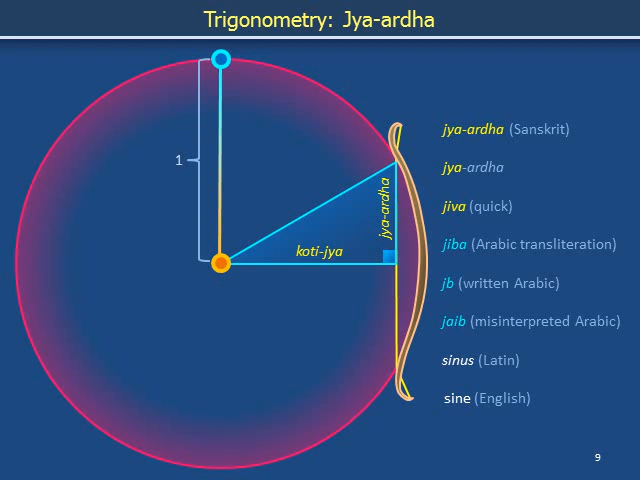 Trigonometry: Jya-ardha
1
jya-ardha
koti-jya
jya-ardha (Sanskrit)
jya-ardha
jiva (quick)
jiba (Arabic transliteration)
jb (written Arabic)
jaib (misinterpreted Arabic)
sinus (Latin)
sine (English)
9